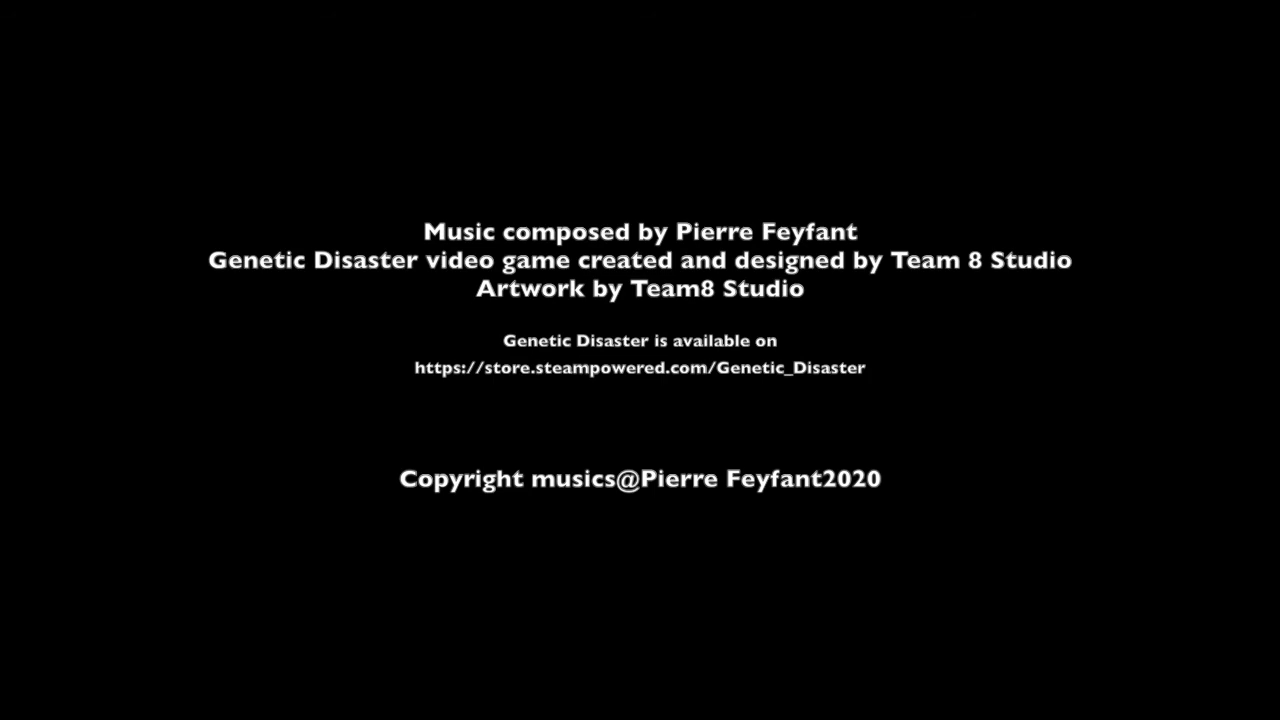 Music composed by Pierre Feyfant
Genetic Disaster video game created and designed by Team 8 Studio
Artwork by Team8 Studio
Genetic Disaster is available on
https://store.steampowered.com/Genetic_Disaster
Copyright musics@Pierre Feyfant2020